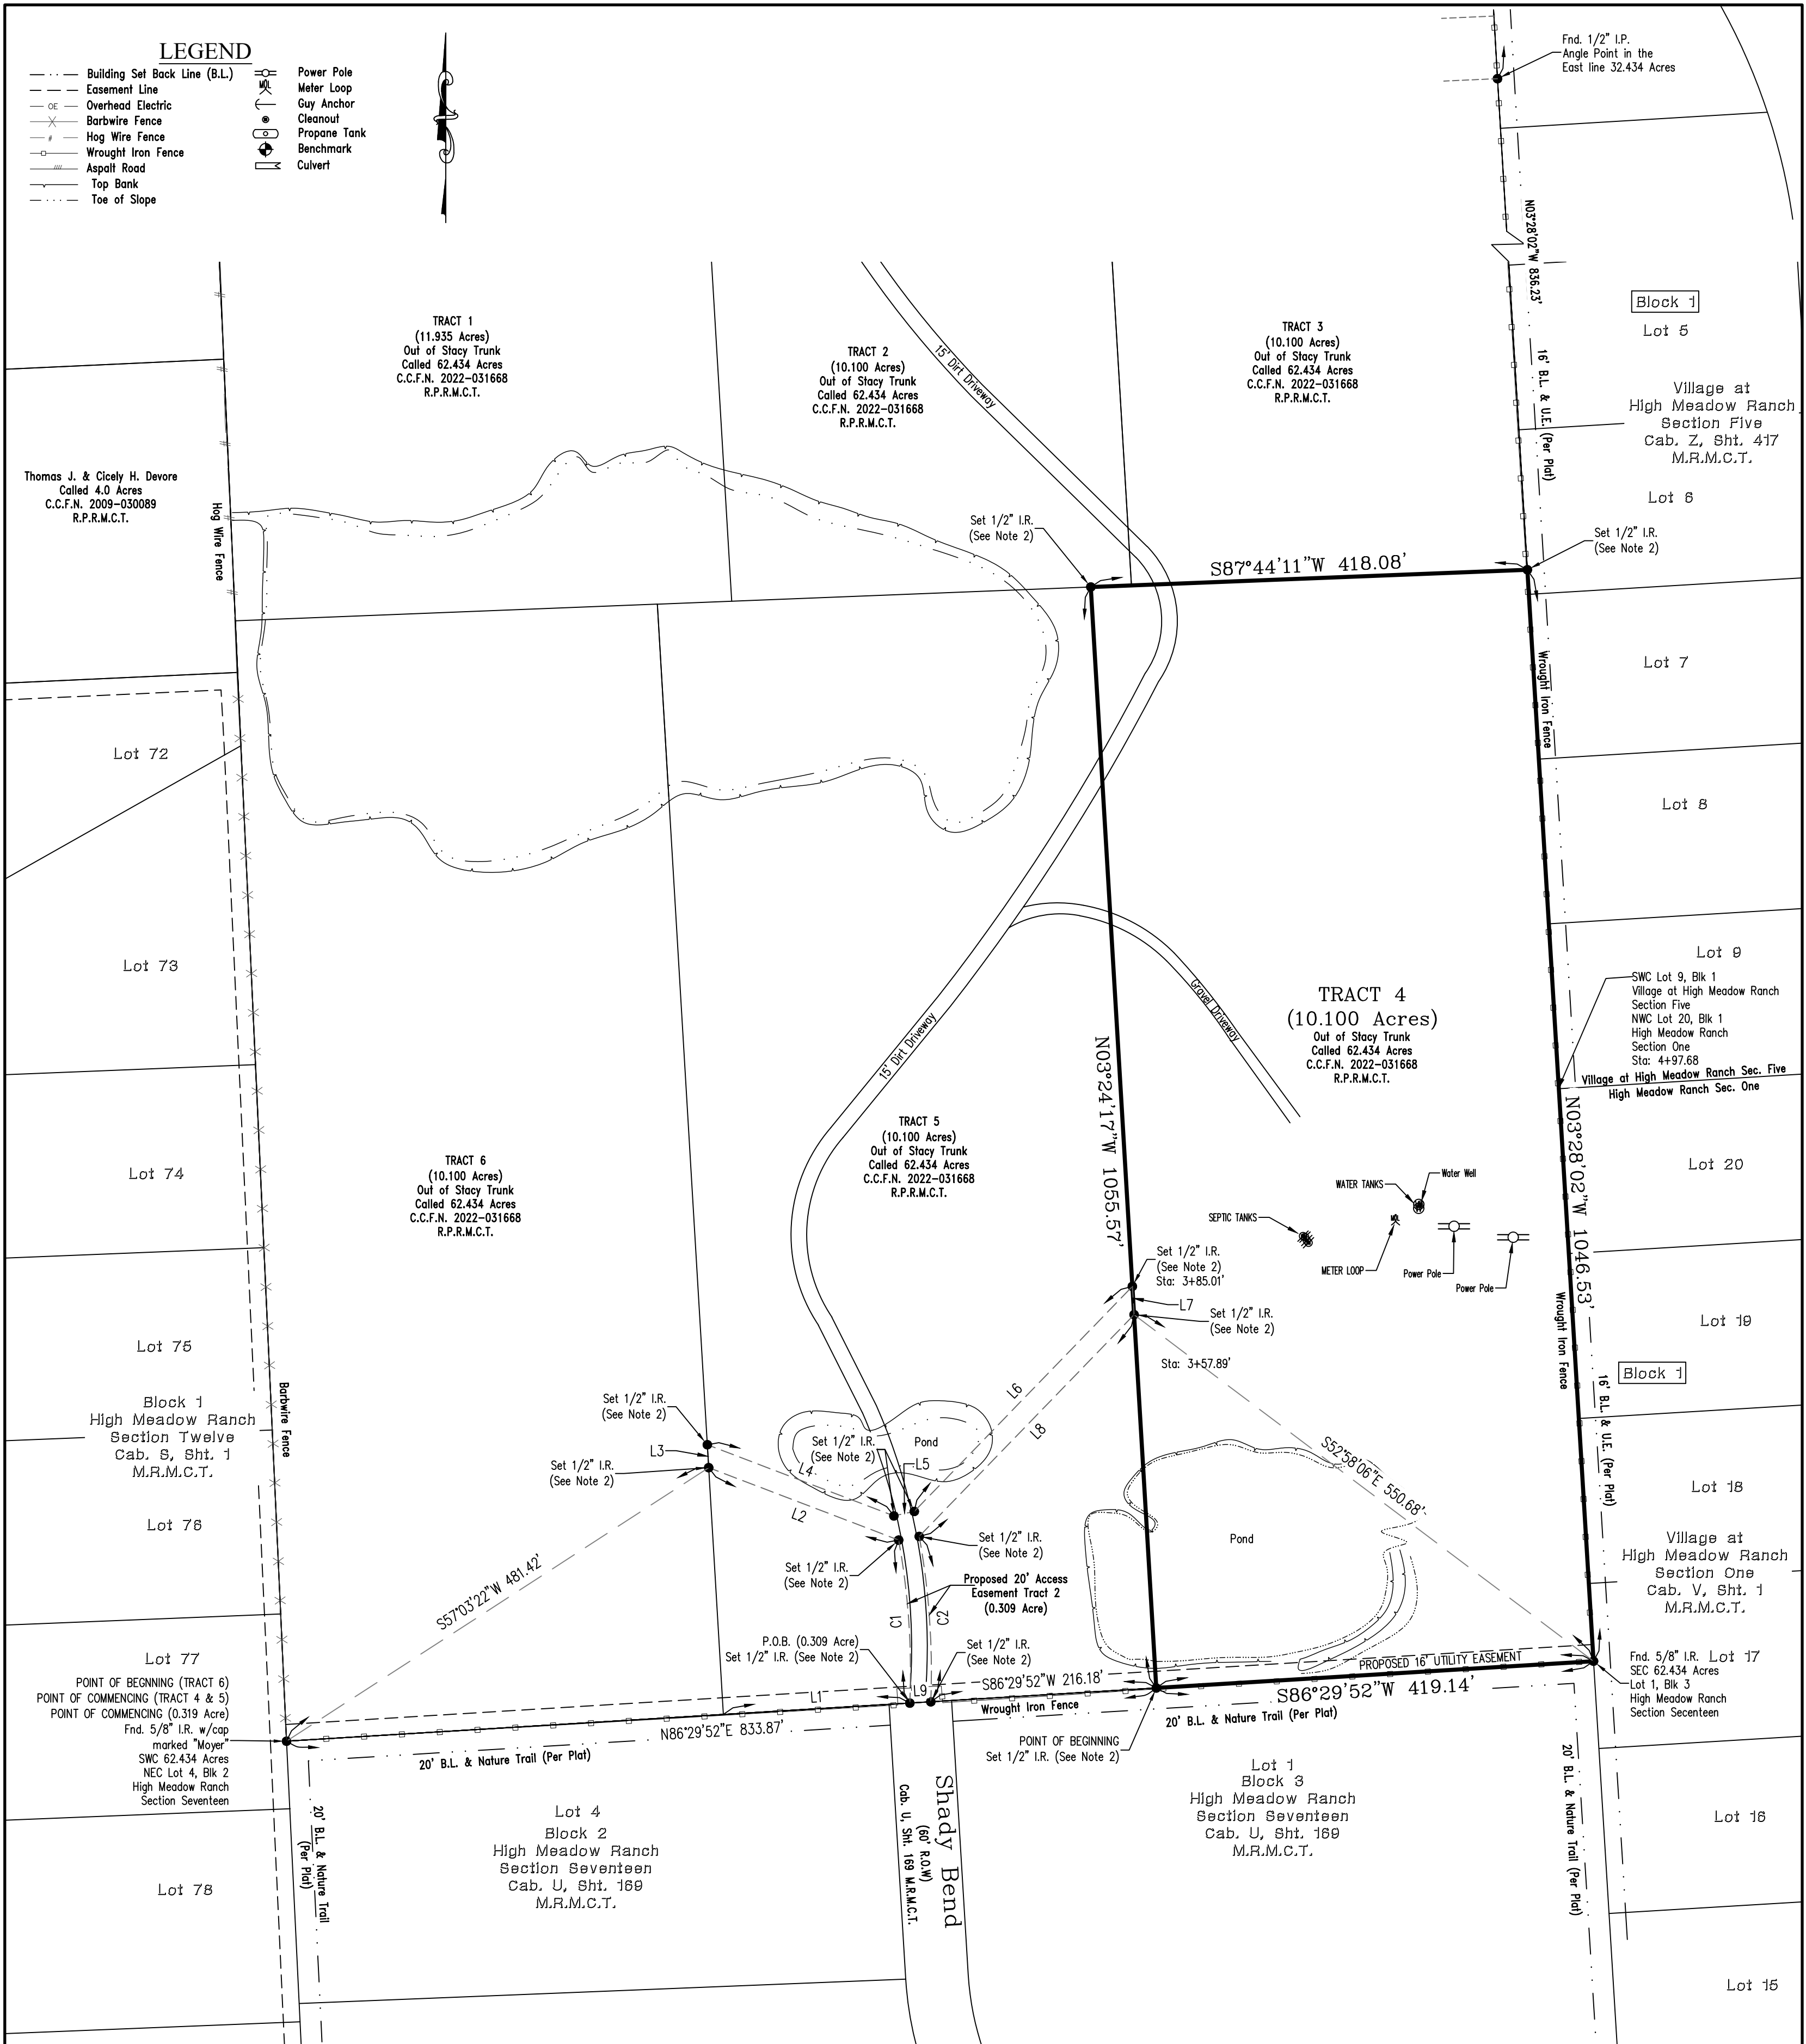 LEGEND
Building Set Back Line (B.L.)
Easement Line
OE
Overhead Electric
Barbwire Fence
#
Hog Wire Fence
Wrought Iron Fence
Aspalt Road
Top Bank
Toe of Slope
Power Pole
Meter Loop
Guy Anchor
Cleanout
Propane Tank
Benchmark
Culvert
Fnd. 1/2" I.P.
Angle Point in the
East line 32.434 Acres
N03°28'02"W 836.23'
TRACT 1
(11.935 Acres)
Out of Stacy Trunk
Called 62.434 Acres
C.C.F.N. 2022-031668
R.P.R.M.C.T.
TRACT 2
(10.100 Acres)
Out of Stacy Trunk
Called 62.434 Acres
C.C.F.N. 2022-031668
R.P.R.M.C.T.
15' Dirt Driveway
TRACT 3
(10.100 Acres)
Out of Stacy Trunk
Called 62.434 Acres
C.C.F.N. 2022-031668
R.P.R.M.C.T.
Block 1
Lot 5
16' B.L. & U.E. (Per Plat)
Village at
High Meadow Ranch
Section Five
Cab. Z, Sht. 417
M.R.M.C.T.
Lot 6
Thomas J. & Cicely H. Devore
Called 4.0 Acres
C.C.F.N. 2009-030089
R.P.R.M.C.T.
Hog Wire Fence
Set 1/2" I.R.
(See Note 2)
S87°44'11"W 418.08'
Set 1/2" I.R.
(See Note 2)
Wrought Iron Fence
Lot 7
Lot 72
Lot 8
Lot 73
Lot 9
SWC Lot 9, Blk 1
Village at High Meadow Ranch
Section Five
NWC Lot 20, Blk 1
High Meadow Ranch
Section One
Sta: 4+97.68
Village at High Meadow Ranch Sec. Five
High Meadow Ranch Sec. One
Gravel Driveway
TRACT 4
(10.100 Acres)
Out of Stacy Trunk
Called 62.434 Acres
C.C.F.N. 2022-031668
R.P.R.M.C.T.
15' Dirt Driveway
N03°24'17"W 1055.57'
N03°28'02"W 1046.53'
TRACT 5
(10.100 Acres)
Out of Stacy Trunk
Called 62.434 Acres
C.C.F.N. 2022-031668
R.P.R.M.C.T.
TRACT 6
(10.100 Acres)
Out of Stacy Trunk
Called 62.434 Acres
C.C.F.N. 2022-031668
R.P.R.M.C.T.
Lot 74
Lot 20
Water Well
WATER TANKS
SEPTIC TANKS
METER LOOP
Power Pole
Power Pole
Set 1/2" I.R.
(See Note 2)
Sta: 3+85.01'
L7
Set 1/2" I.R.
(See Note 2)
Sta: 3+57.89'
Wrought Iron Fence
Lot 19
Block 1
Lot 75
Block 1
High Meadow Ranch
Section Twelve
Cab. S, Sht. 1
M.R.M.C.T.
Barbwire Fence
Lot 76
Set 1/2" I.R.
(See Note 2)
L3
Set 1/2" I.R.
(See Note 2)
L4
L2
Set 1/2" I.R.
(See Note 2)
Pond
L5
L6
L8
S52°58'06"E 550.68'
16' B.L. & U.E. (Per Plat)
Lot 18
Village at
High Meadow Ranch
Section One
Cab. V, Sht. 1
M.R.M.C.T.
Pond
Set 1/2" I.R.
(See Note 2)
Set 1/2" I.R.
(See Note 2)
Proposed 20' Access
Easement Tract 2
(0.309 Acre)
C1
C2
S57°03'22"W 481.42'
P.O.B. (0.309 Acre)
Set 1/2" I.R. (See Note 2)
Set 1/2" I.R.
(See Note 2)
Lot 77
POINT OF BEGNNING (TRACT 6)
POINT OF COMMENCING (TRACT 4 & 5)
POINT OF COMMENCING (0.319 Acre)
Fnd. 5/8" I.R. w/cap
marked "Moyer"
SWC 62.434 Acres
NEC Lot 4, Blk 2
High Meadow Ranch
Section Seventeen
L1
L9
S86°29'52"W 216.18'
Wrought Iron Fence
PROPOSED 16' UTILITY EASEMENT
S86°29'52"W 419.14'
N86°29'52"E 833.87'
20' B.L. & Nature Trail (Per Plat)
20' B.L. & Nature Trail (Per Plat)
POINT OF BEGINNING
Set 1/2" I.R. (See Note 2)
Fnd. 5/8" I.R.
SEC 62.434 Acres
Lot 1, Blk 3
High Meadow Ranch
Section Secenteen
Lot 17
20' B.L. & Nature Trail
(Per Plat)
Lot 4
Block 2
High Meadow Ranch
Section Seventeen
Cab. U, Sht. 169
M.R.M.C.T.
Shady Bend
(60' R.O.W)
Cab. U, Sht. 169 M.R.M.C.T.
Lot 1
Block 3
High Meadow Ranch
Section Seventeen
Cab. U, Sht. 169
M.R.M.C.T.
20' B.L. & Nature Trail (Per Plat)
Lot 16
Lot 78
Lot 15